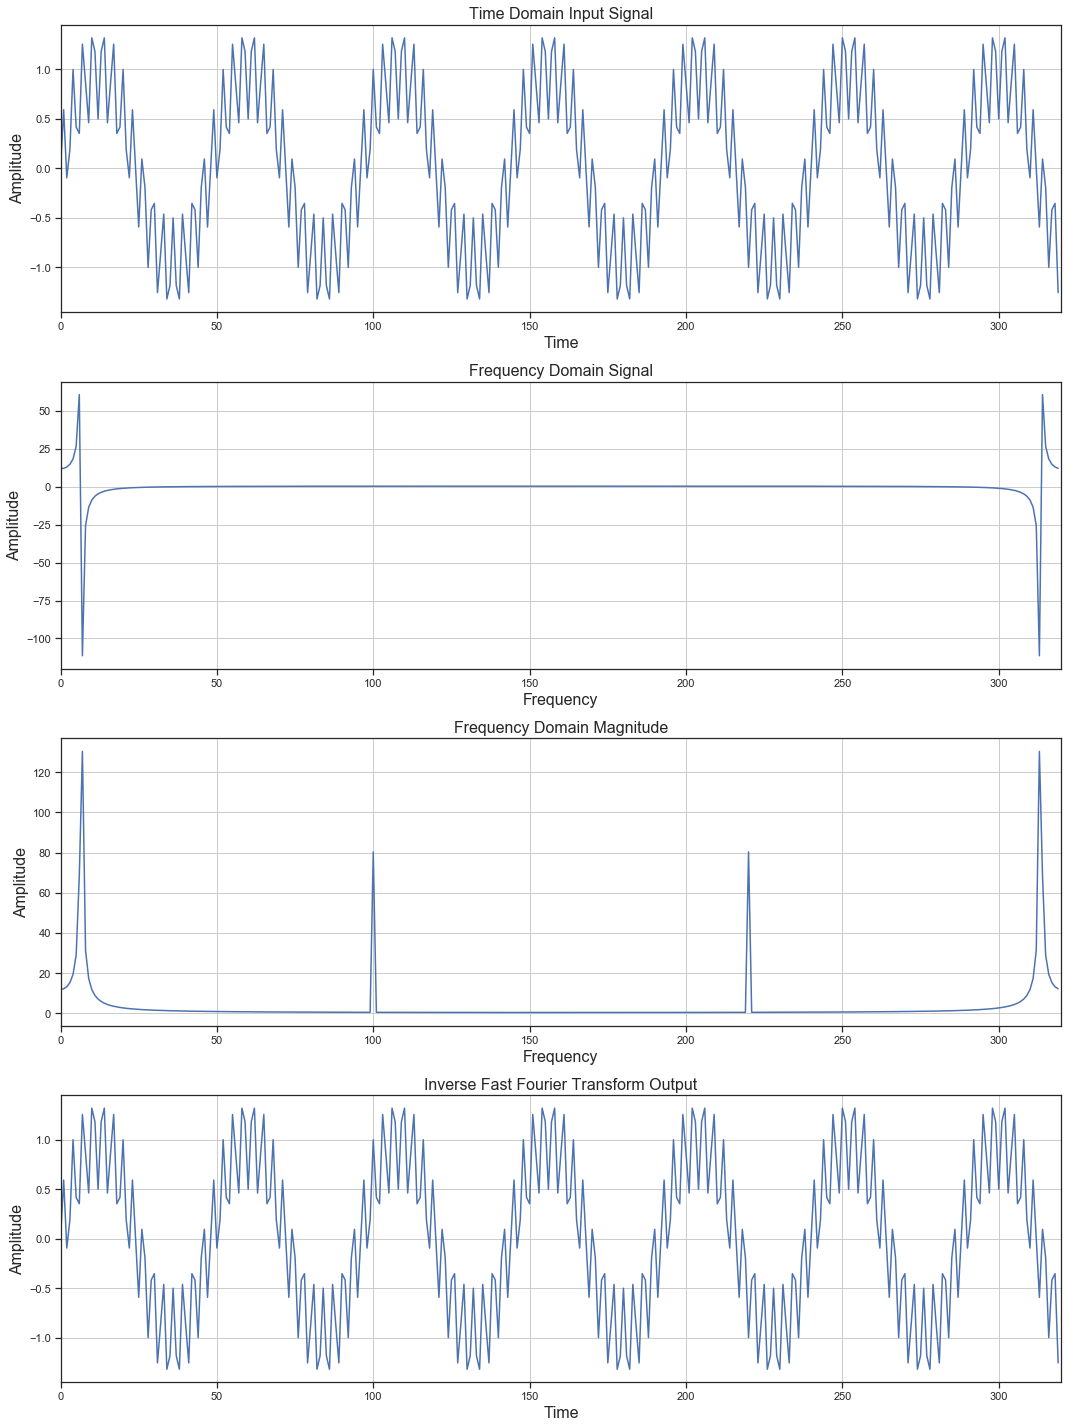 Time Domain Input Signal
Amplitude
1.0
0.5
0.0
−0.5
−1.0
0 50 100 150 200 250 300
Time
Frequency Domain Signal
Amplitude
50
25
0
−25
−50
−75
−100
0 50 100 150 200 250 300
Frequency
Frequency Domain Magnitude
Amplitude
120
100
80
60
40
20
0
0 50 100 150 200 250 300
Frequency
Inverse Fast Fourier Transform Output
Amplitude
1.0
0.5
0.0
−0.5
−1.0
0 50 100 150 200 250 300
Time